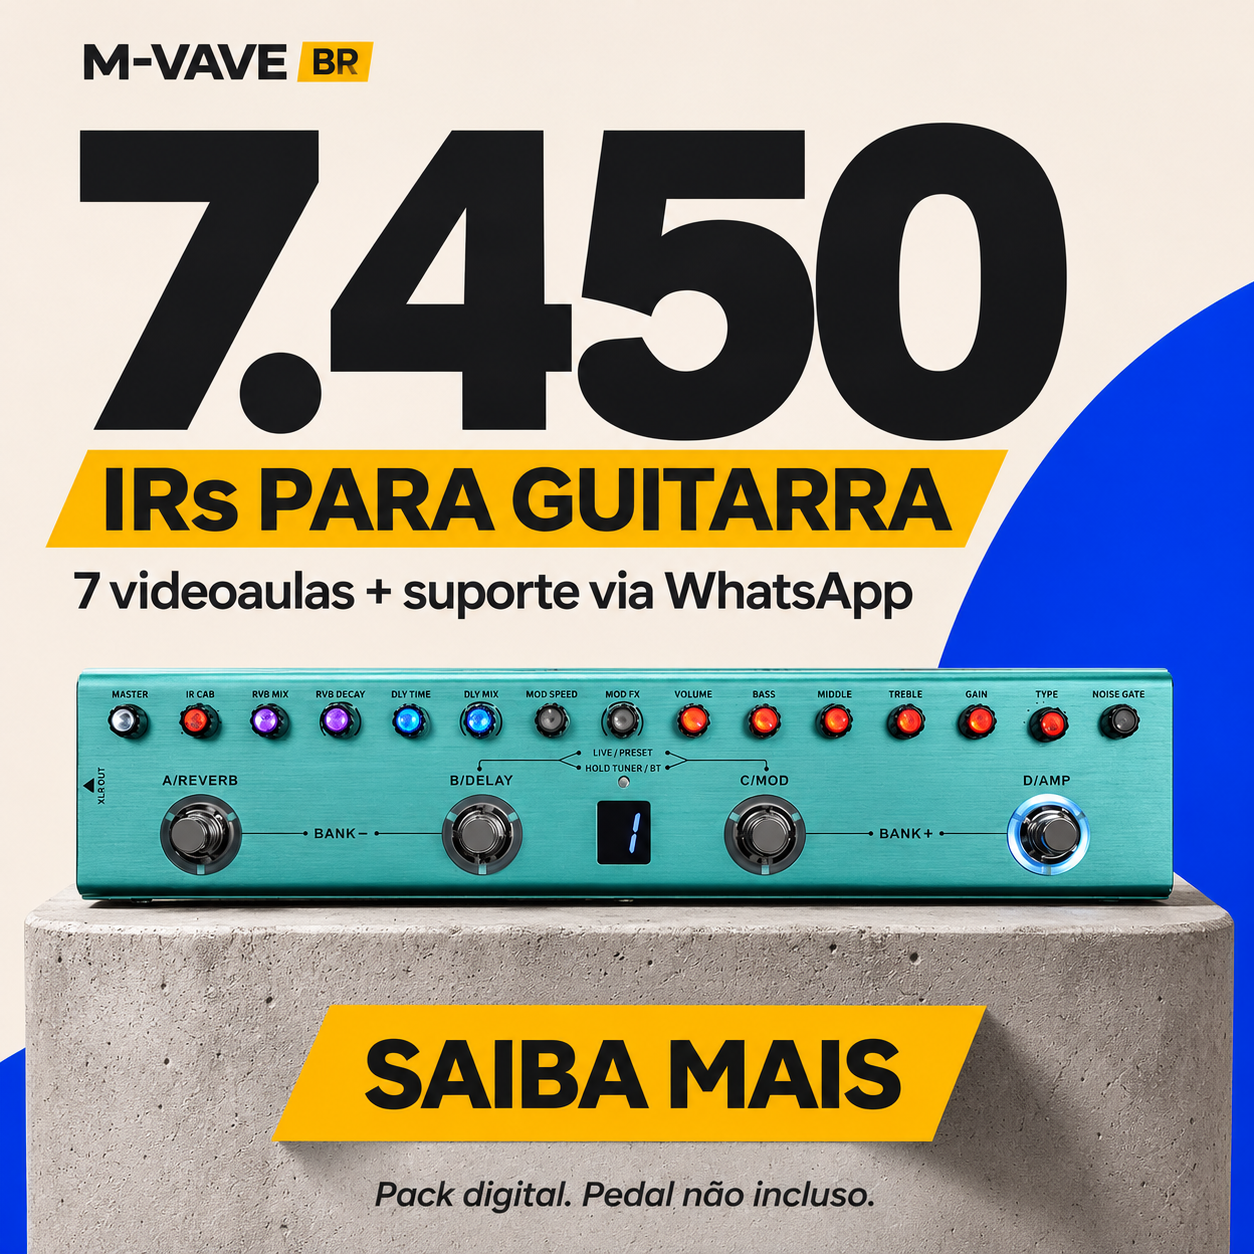 M-VAVE BR
7.450
IRs PARA GUITARRA
7 videoaulas + suporte via WhatsApp
MASTER IR CAB RVB MIX RVB DECAY DLY TIME DLY MIX MOD SPEED MOD FX VOLUME BASS MIDDLE TREBLE GAIN TYPE NOISE GATE
LIVE / PRESET
HOLD TUNER / BT
XLR OUT
A/REVERB B/DELAY C/MOD D/AMP
BANK − 1 BANK +
SAIBA MAIS
Pack digital. Pedal não incluso.